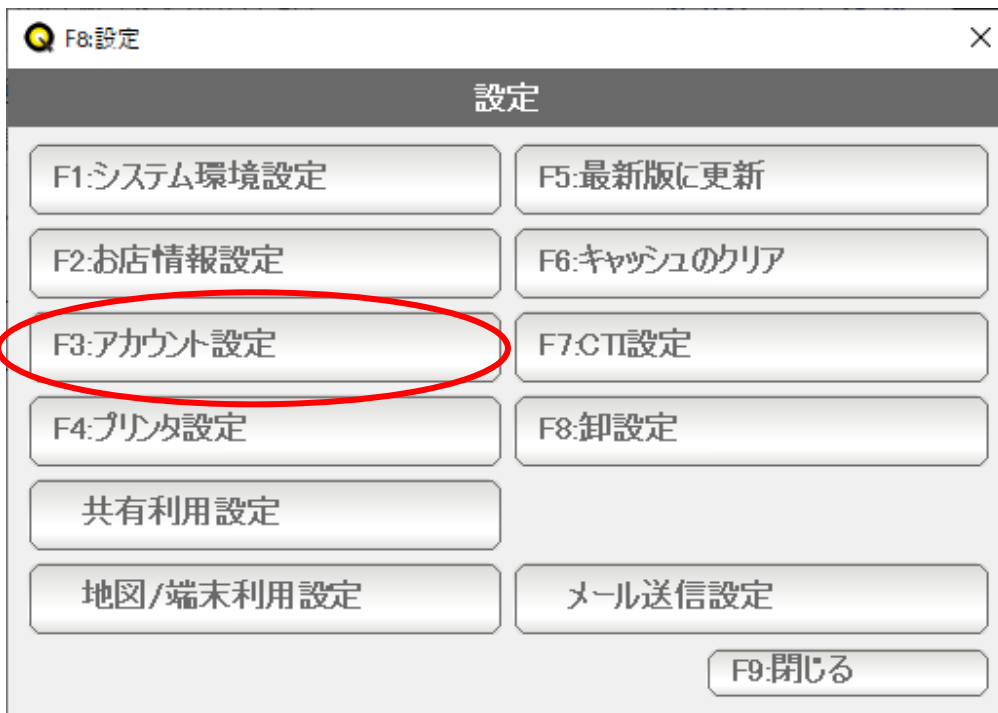 F8:設定
設定
F1:システム環境設定
F5:最新版に更新
F2:お店情報設定
F6:キャッシュのクリア
F3:アカウント設定
F7:CTI設定
F4:プリンタ設定
F8:卸設定
共有利用設定
地図/端末利用設定
メール送信設定
F9:閉じる